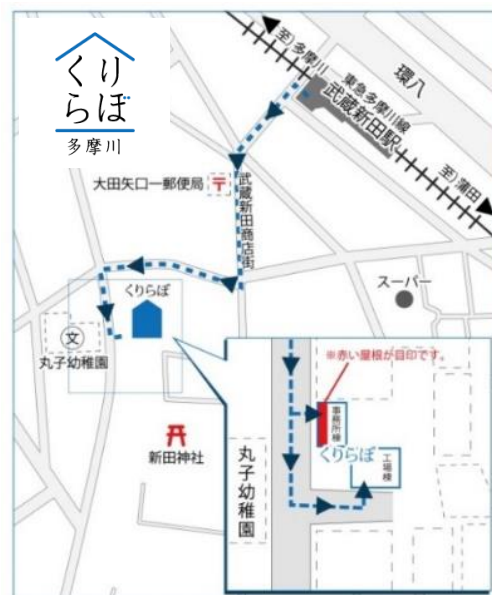 くり
らぼ
多摩川
至)多摩川
環八
東急多摩川線
武蔵新田駅
至)蒲田
大田矢口一郵便局
武蔵新田商店街
くりらぼ
スーパー
文
丸子幼稚園
新田神社
※赤い屋根が目印です。
事務所棟
くりらぼ
工場棟
丸子幼稚園